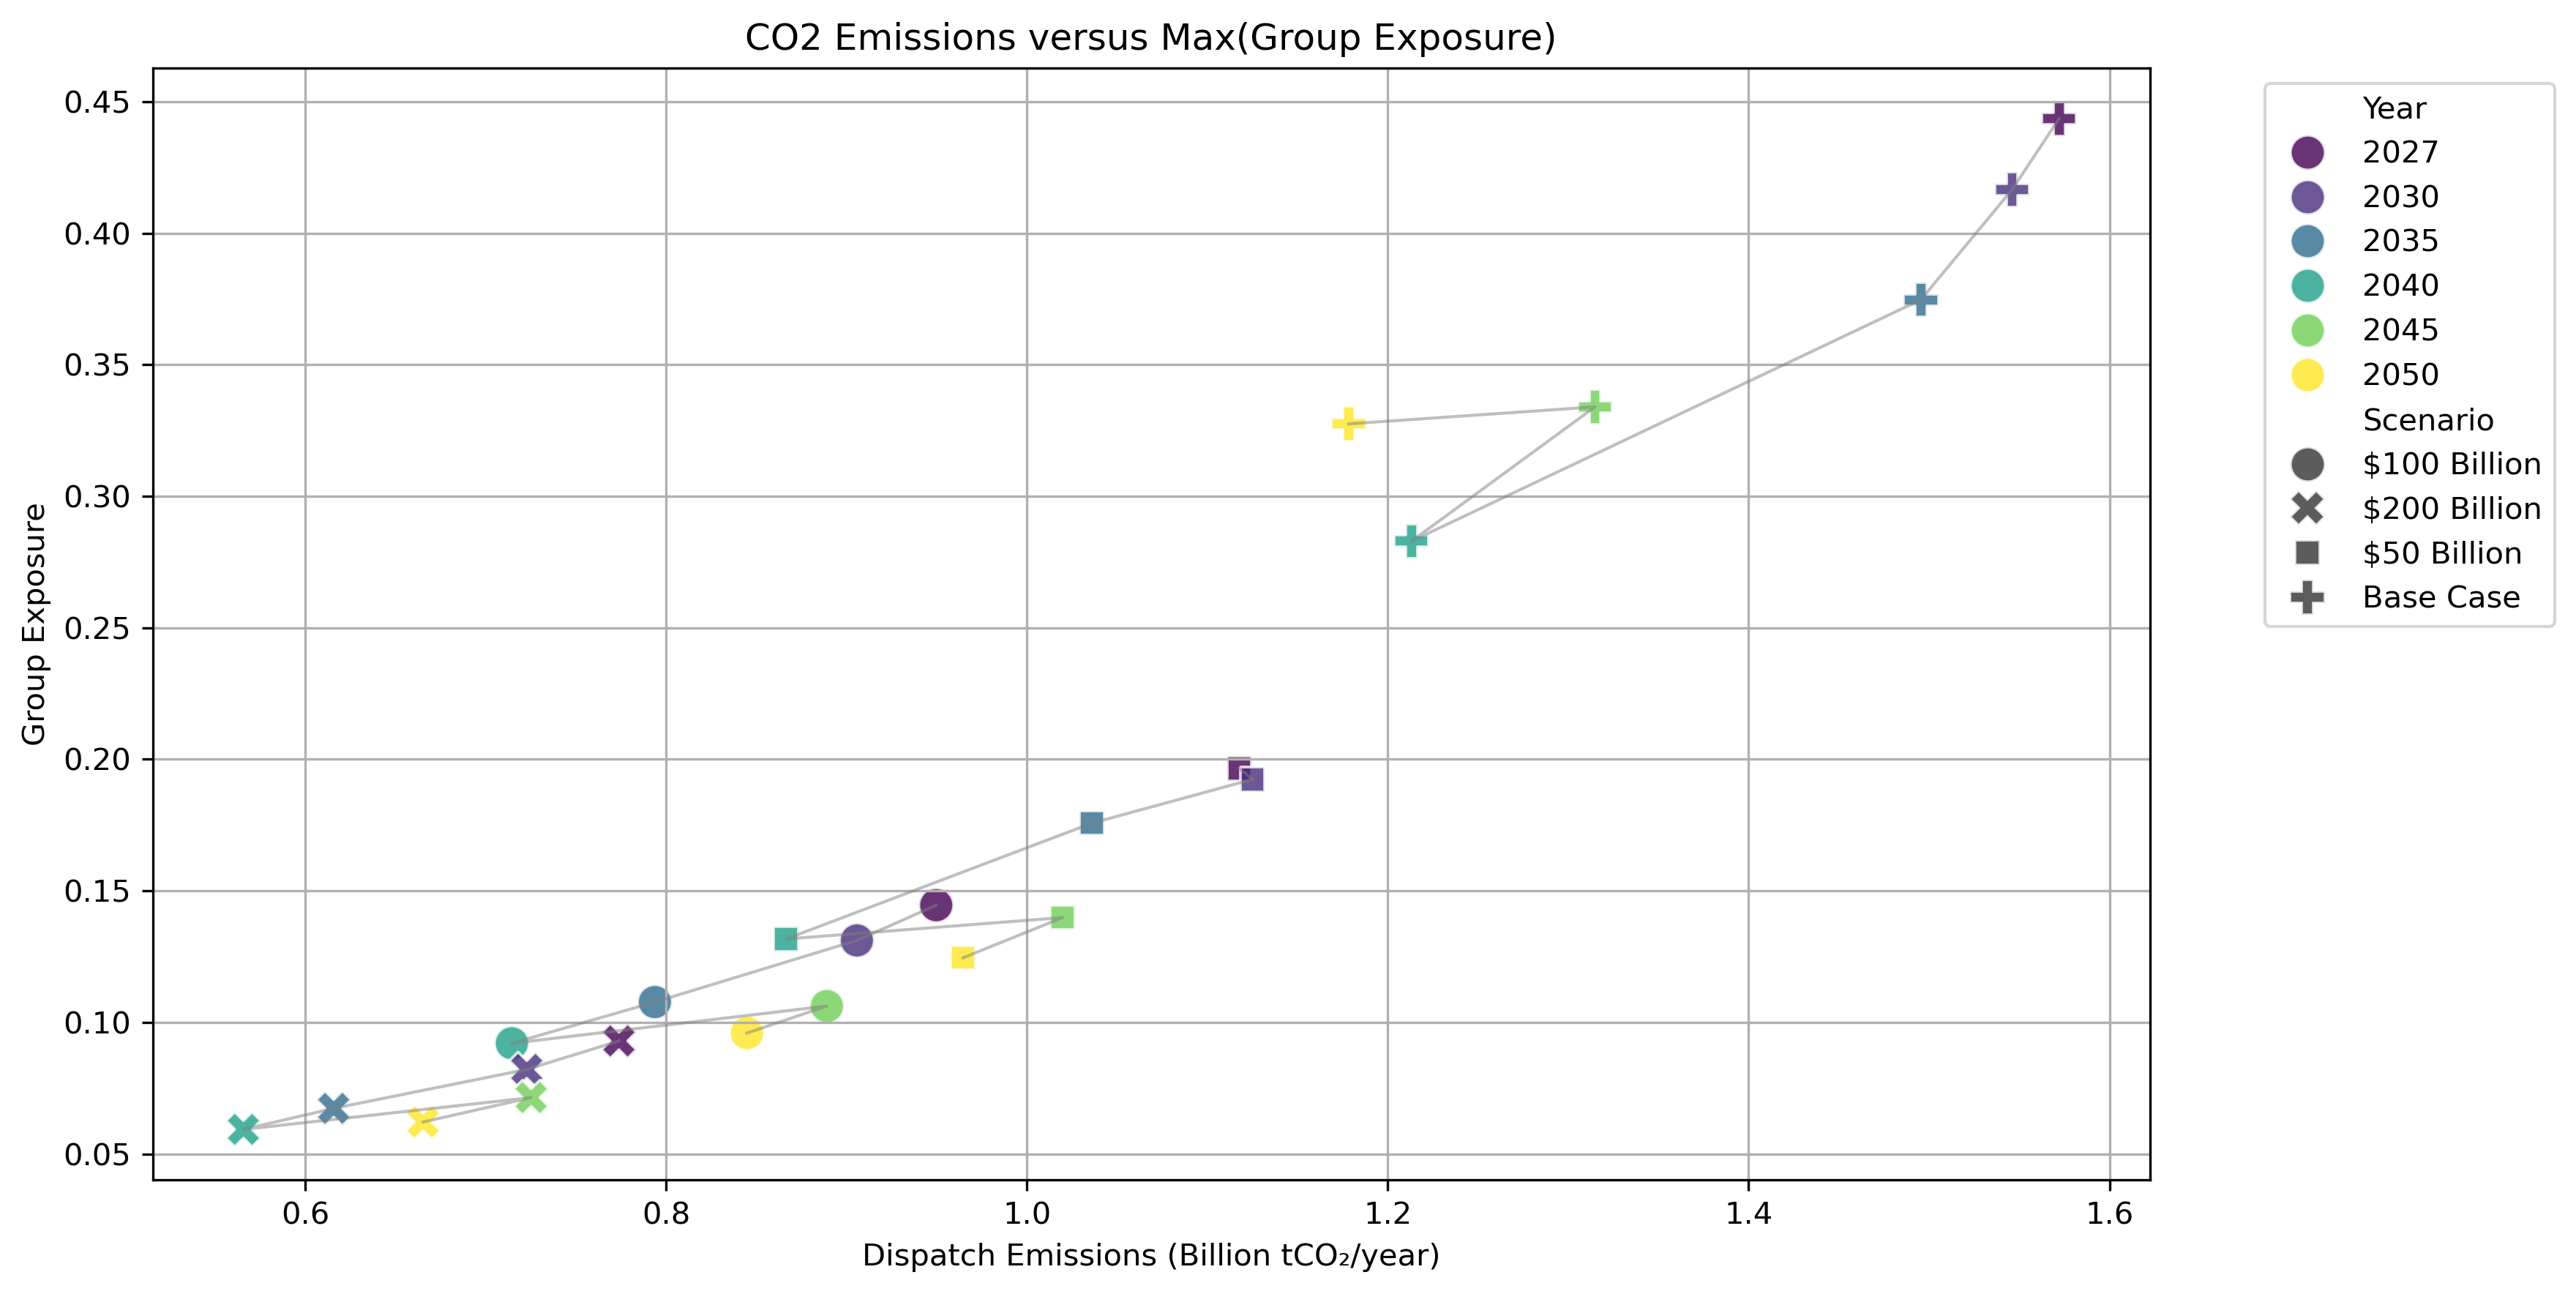 CO2 Emissions versus Max(Group Exposure)
Group Exposure
0.45
0.40
0.35
0.30
0.25
0.20
0.15
0.10
0.05
0.6 0.8 1.0 1.2 1.4 1.6
Dispatch Emissions (Billion tCO₂/year)
Year
2027
2030
2035
2040
2045
2050
Scenario
$100 Billion
$200 Billion
$50 Billion
Base Case